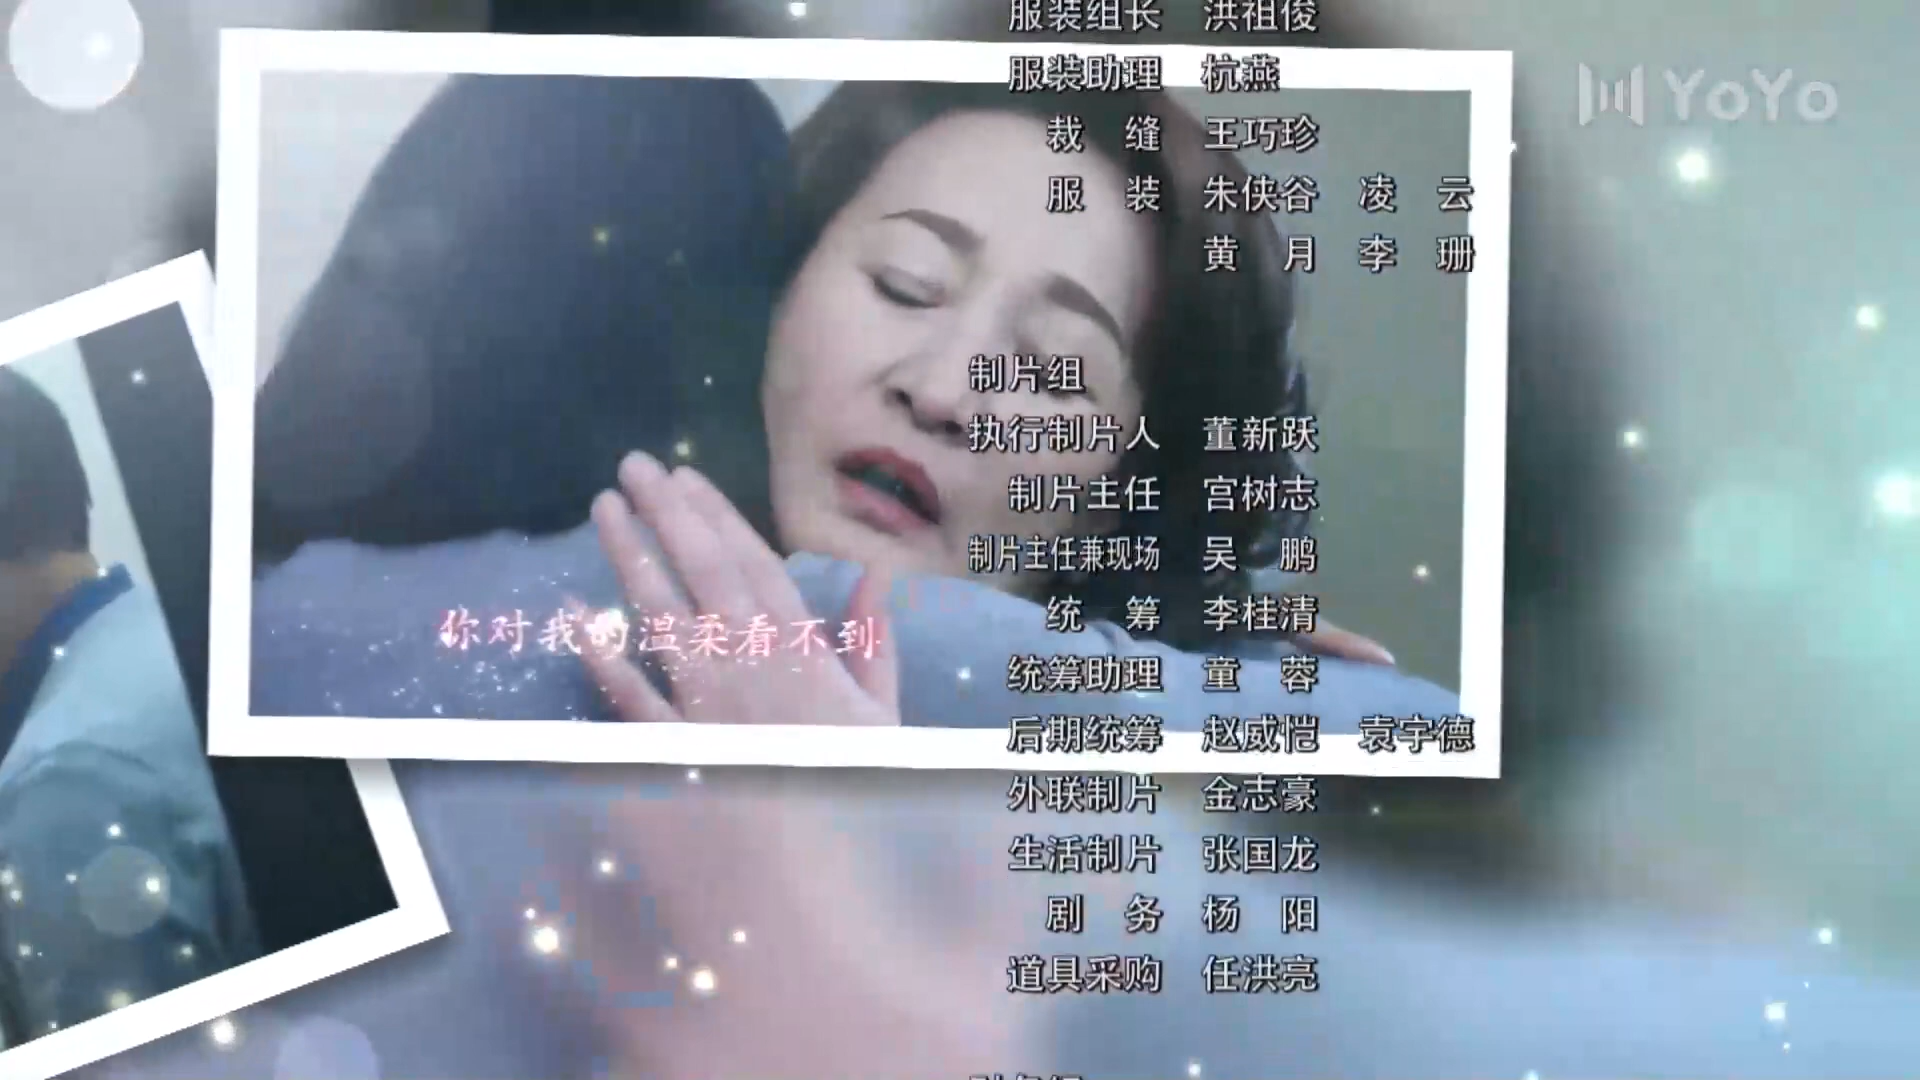 服装组长 洪祖俊
服装助理 杭燕
YoYo
裁 缝 王巧珍
服 装 朱侠谷 凌 云
黄 月 李 珊
制片组
执行制片人 董新跃
制片主任 宫树志
制片主任兼现场 吴 鹏
统 筹 李桂清
你对我的温柔看不到
统筹助理 童 蓉
后期统筹 赵威恺 袁宇德
外联制片 金志豪
生活制片 张国龙
剧 务 杨 阳
道具采购 任洪亮